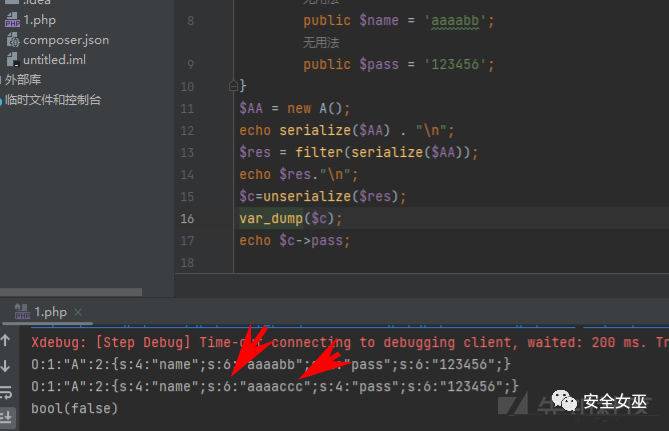 .idea
1.php
composer.json
untitled.iml
外部库
临时文件和控制台
无用法
8 public $name = 'aaaabb';
无用法
9 public $pass = '123456';
10 }
11 $AA = new A();
12 echo serialize($AA) . "\n";
13 $res = filter(serialize($AA));
14 echo $res."\n";
15 $c=unserialize($res);
16 var_dump($c);
17 echo $c->pass;
18
1.php
Xdebug: [Step Debug] Time-out connecting to debugging client, waited: 200 ms. Tr
O:1:"A":2:{s:4:"name";s:6:"aaaabb";s:4:"pass";s:6:"123456";}
O:1:"A":2:{s:4:"name";s:6:"aaaaccc";s:4:"pass";s:6:"123456";}
bool(false)
安全女巫